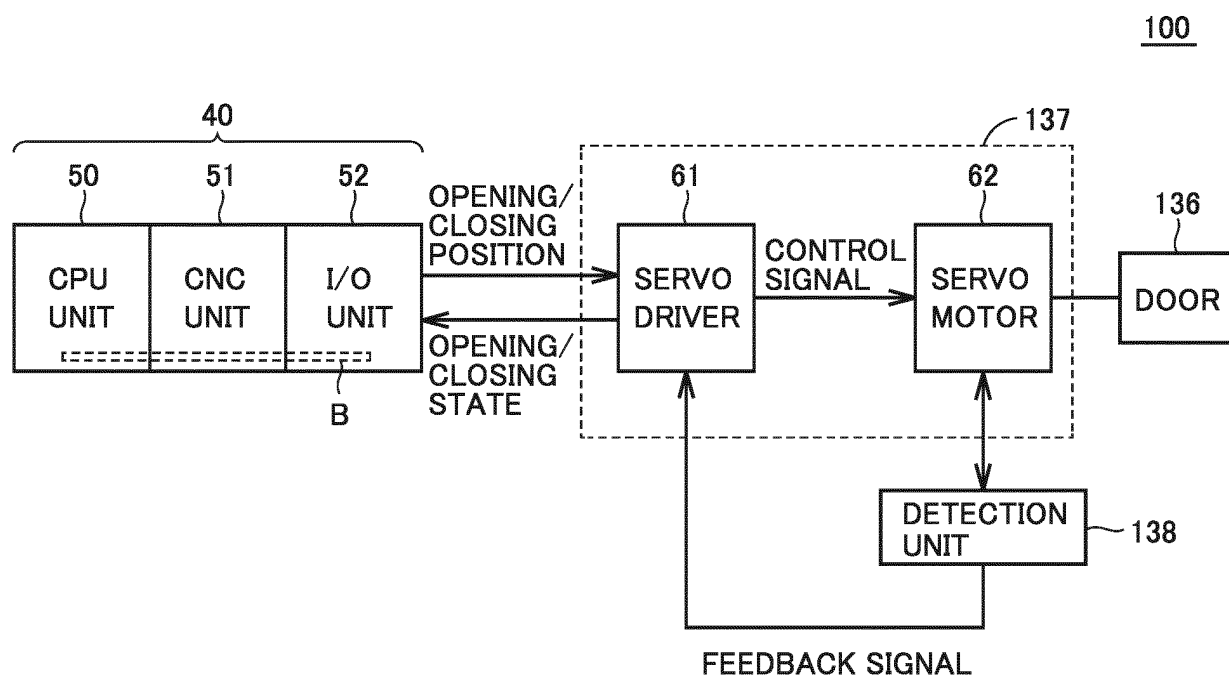 100
40
137
50
51
52
61
62
136
OPENING/
CLOSING
POSITION
CPU
UNIT
CNC
UNIT
I/O
UNIT
SERVO
DRIVER
CONTROL
SIGNAL
SERVO
MOTOR
DOOR
B
OPENING/
CLOSING
STATE
DETECTION
UNIT
138
FEEDBACK SIGNAL